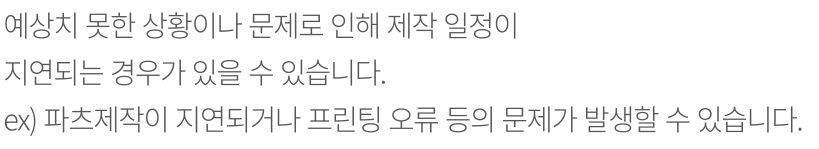 예상치 못한 상황이나 문제로 인해 제작 일정이
지연되는 경우가 있을 수 있습니다.
ex) 파츠제작이 지연되거나 프린팅 오류 등의 문제가 발생할 수 있습니다.